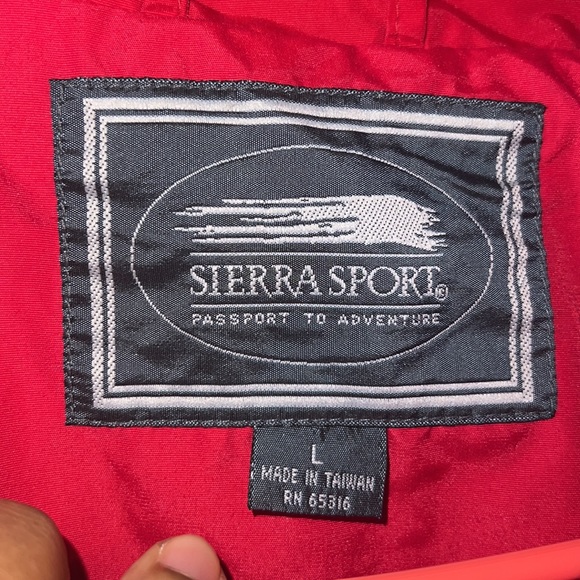 SIERRA SPORT®
PASSPORT TO ADVENTURE
L
MADE IN TAIWAN
RN 65316